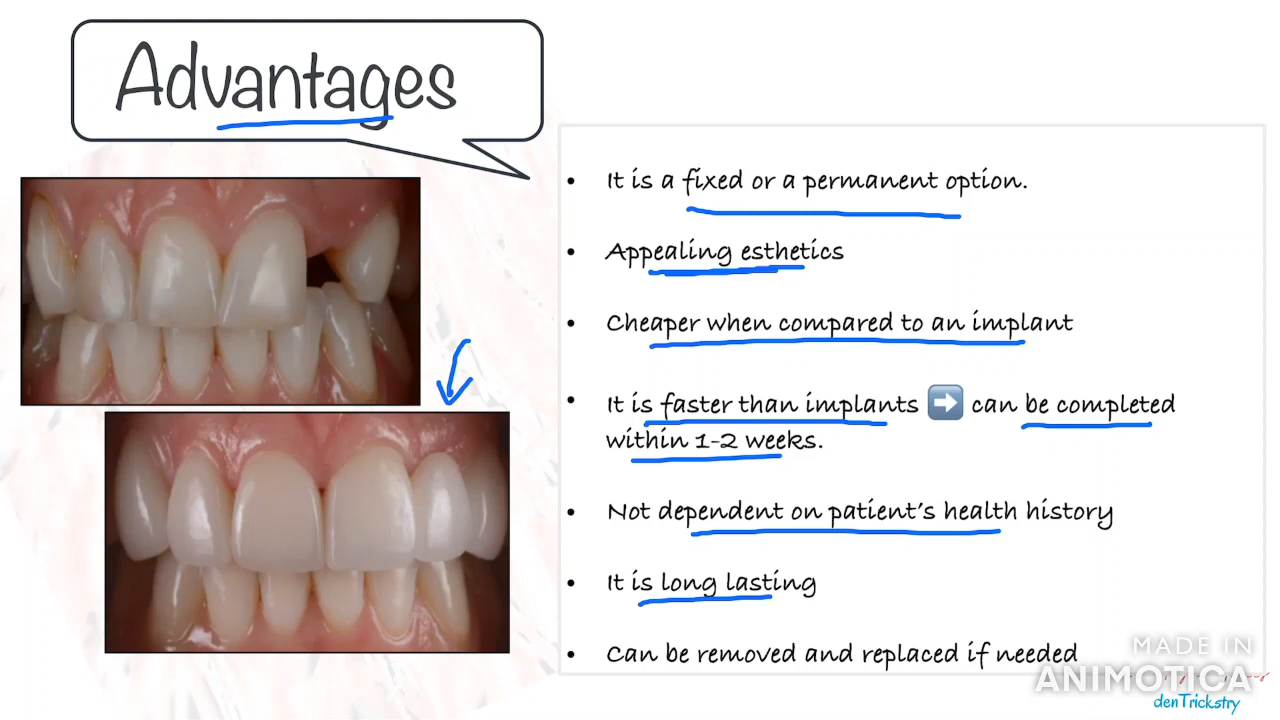 Advantages
• It is a fixed or a permanent option.
• Appealing esthetics
• Cheaper when compared to an implant
• It is faster than implants ➡ can be completed
within 1-2 weeks.
• Not dependent on patient's health history
• It is long lasting
• Can be removed and replaced if needed
MADE IN
ANIMOTICA
denTrickstry